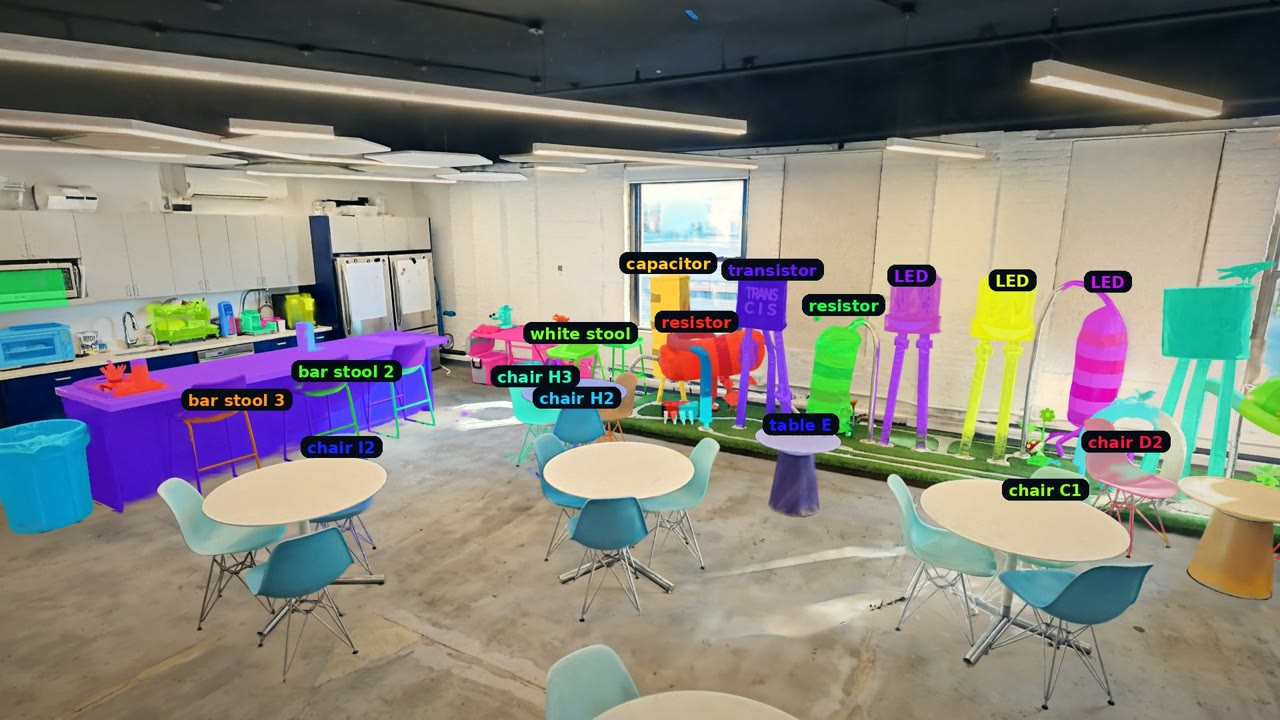 capacitor
transistor
LED
LED
LED
TRANS
CIS
resistor
resistor
white stool
bar stool 2
chair H3
bar stool 3
chair H2
table E
chair I2
chair D2
chair C1